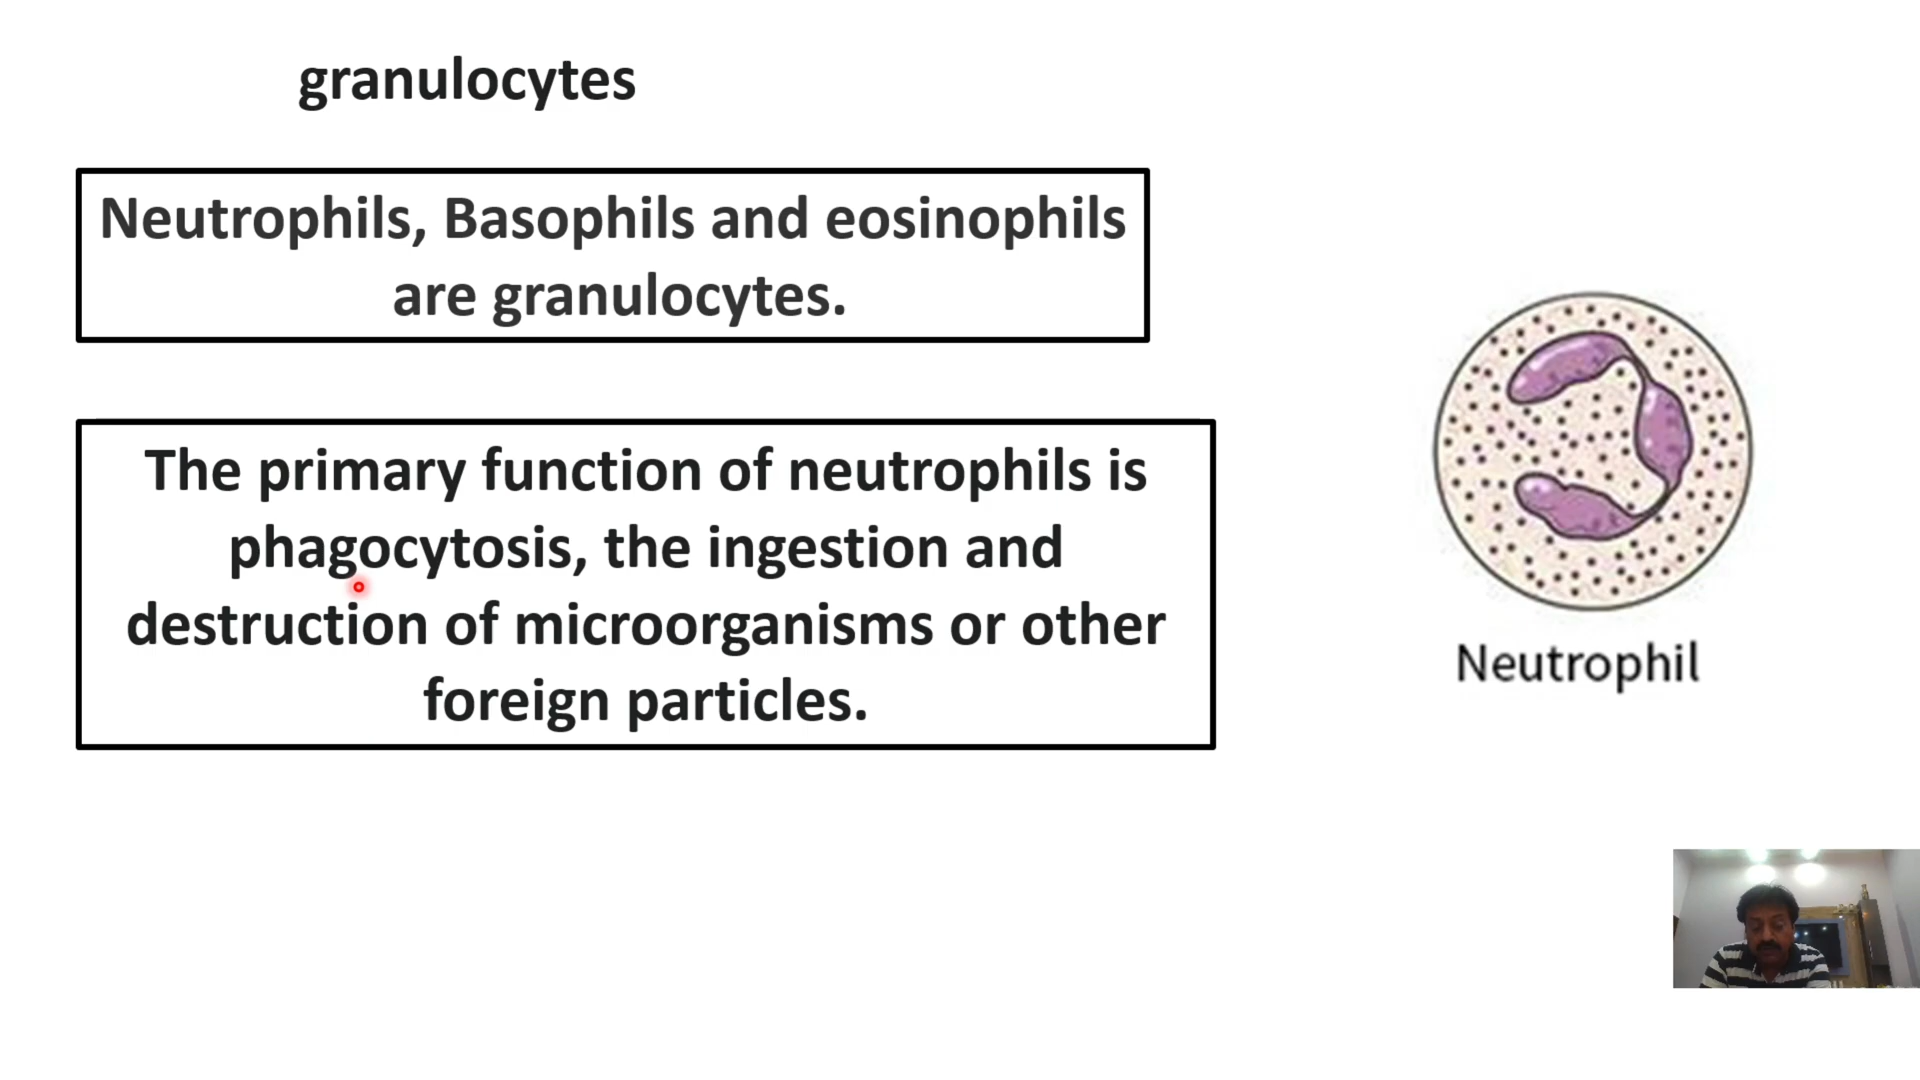 granulocytes
Neutrophils, Basophils and eosinophils
are granulocytes.
The primary function of neutrophils is
phagocytosis, the ingestion and
destruction of microorganisms or other
foreign particles.
Neutrophil